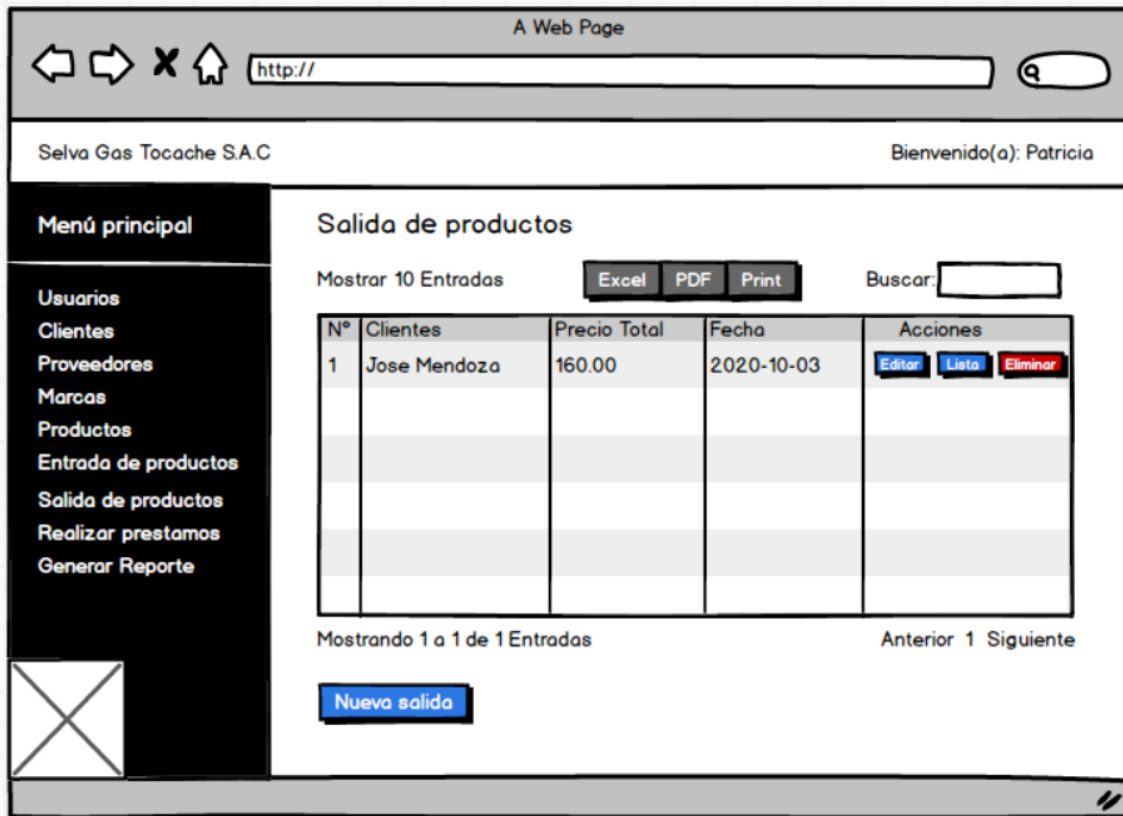 A Web Page
http://
Selva Gas Tocache S.A.C
Bienvenido(a): Patricia
Menú principal
Usuarios
Clientes
Proveedores
Marcas
Productos
Entrada de productos
Salida de productos
Realizar prestamos
Generar Reporte
Salida de productos
Mostrar 10 Entradas
Excel PDF Print
Buscar:
N° Clientes Precio Total Fecha Acciones
1 Jose Mendoza 160.00 2020-10-03 Editar Lista Eliminar
Mostrando 1 a 1 de 1 Entradas
Anterior 1 Siguiente
Nueva salida